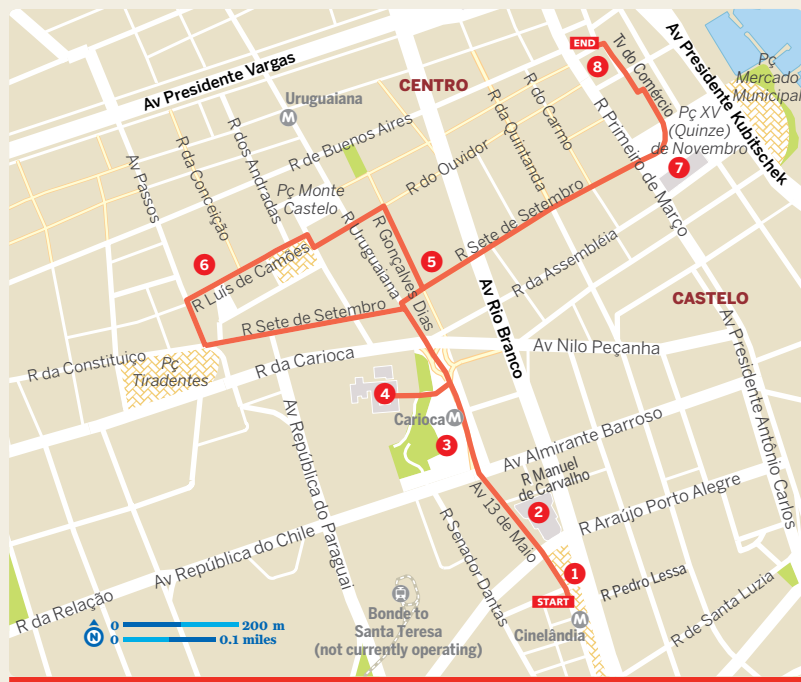 Av Presidente Vargas
CENTRO
Uruguaiana
M
END
8
Tv do Comércio
Av Presidente Kubitschek
Pç
Mercado
Municipal
R da Quintanda
R do Carmo
R Primeiro de Março
Pç XV
(Quinze)
de Novembro
7
R de Buenos Aires
R do Ouvidor
Av Passos
R da Conceição
R dos Andradas
Pç Monte
Castelo
R Uruguaiana
R Gonçalves Dias
5
R Sete de Setembro
6
R Luís de Camões
R Sete de Setembro
R da Assembléia
CASTELO
Av Rio Branco
Av Presidente Antônio Carlos
R da Constituiço
Pç
Tiradentes
R da Carioca
Av Nilo Peçanha
4
Carioca
M
3
Av República do Paraguai
Av Almirante Barroso
R Manuel
de Carvalho
2
R Araújo Porto Alegre
Av 13 de Maio
Av República do Chile
R Senador Dantas
1
R Pedro Lessa
START
R da Relação
M
Cinelândia
R de Santa Luzia
Bonde to
Santa Teresa
(not currently operating)
N
0 200 m
0 0.1 miles